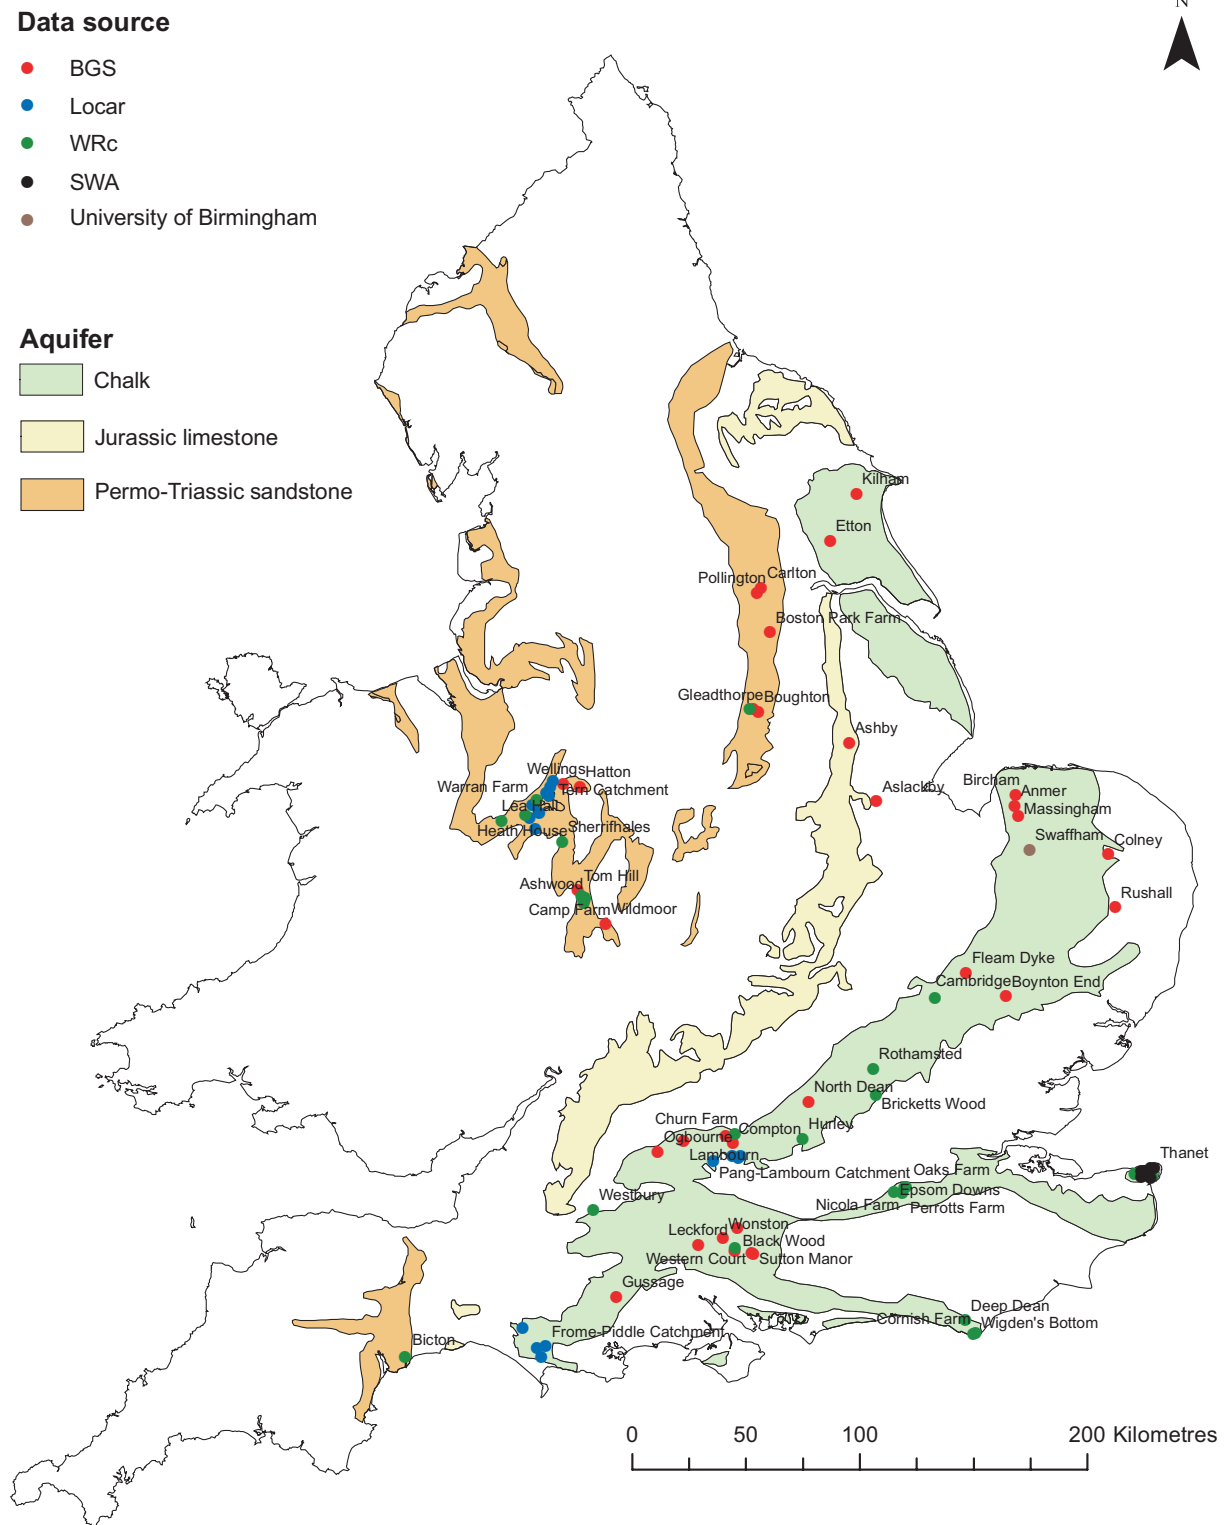 N
Data source
BGS
Locar
WRc
SWA
University of Birmingham
Aquifer
Chalk
Jurassic limestone
Permo-Triassic sandstone
Kilham
Etton
Pollington
Carlton
Boston Park Farm
Gleadthorpe
Boughton
Ashby
Aslackby
Wellings
Hatton
Warran Farm
Tern Catchment
Lea Hall
Heath House
Sherrifhales
Ashwood
Tom Hill
Camp Farm
Wildmoor
Bircham
Anmer
Massingham
Swaffham
Colney
Rushall
Fleam Dyke
Cambridge
Boynton End
Rothamsted
North Dean
Bricketts Wood
Churn Farm
Compton
Hurley
Ogbourne
Lambourn
Pang-Lambourn Catchment
Oaks Farm
Thanet
Epsom Downs
Nicola Farm
Perrotts Farm
Westbury
Leckford
Wonston
Black Wood
Western Court
Sutton Manor
Gussage
Deep Dean
Cornish Farm
Wigden's Bottom
Frome-Piddle Catchment
Bicton
0 50 100 200 Kilometres